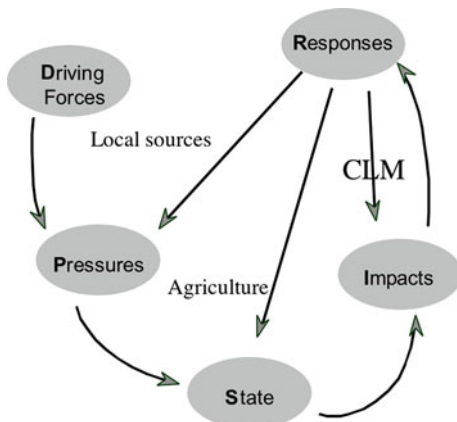 Responses
Driving
Forces
Local sources
CLM
Pressures
Impacts
Agriculture
State